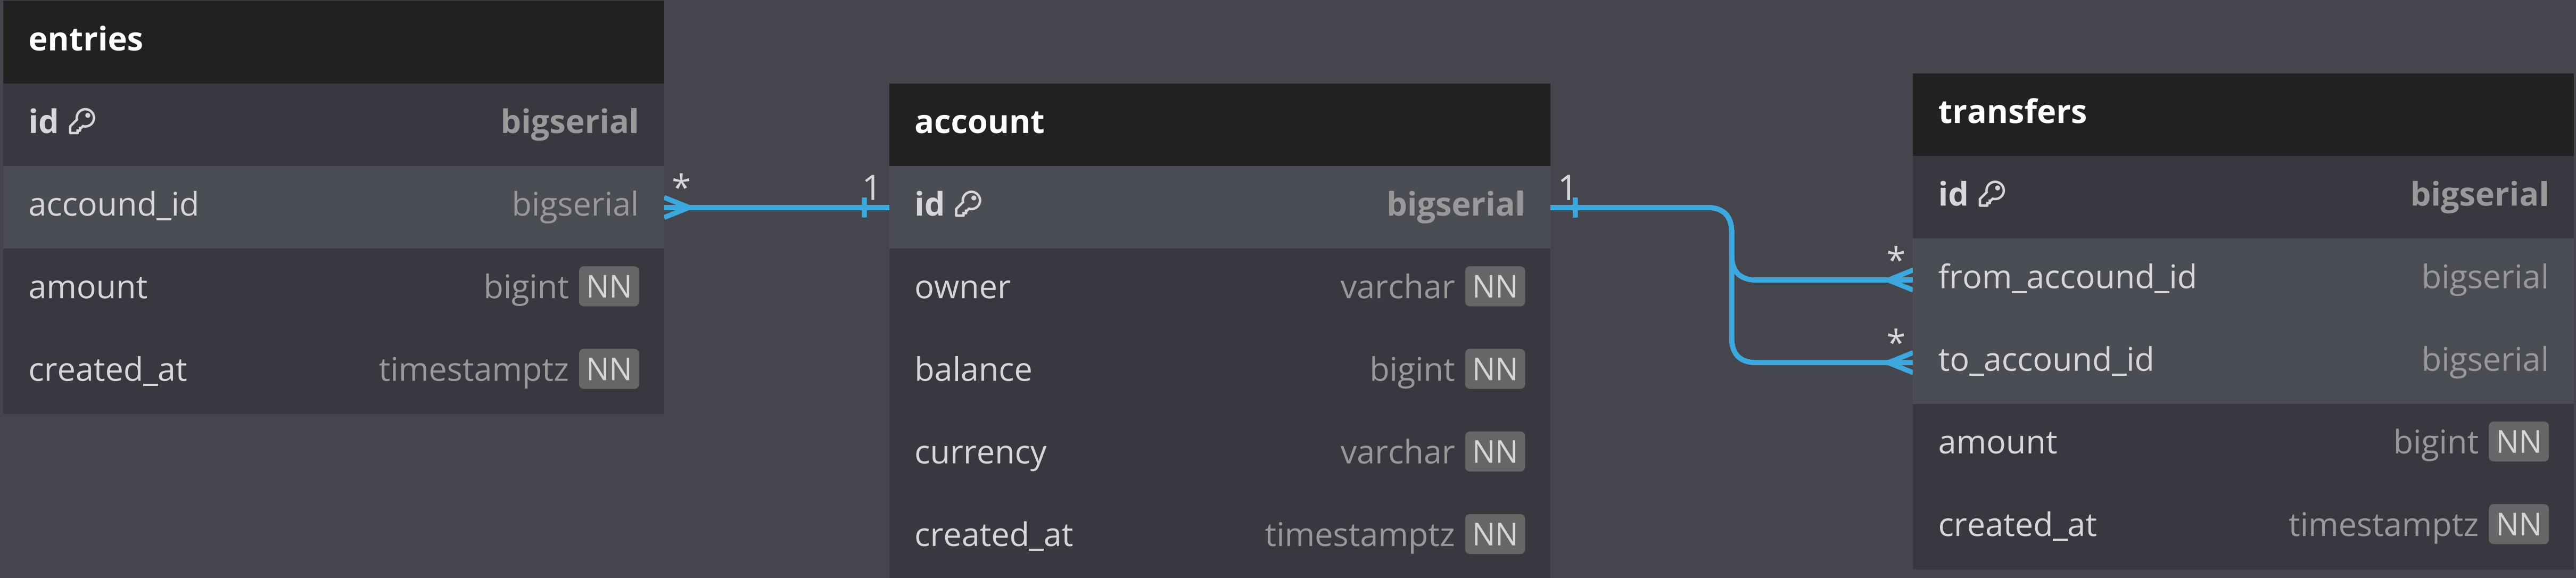 entries
id bigserial
accound_id bigserial
amount bigint NN
created_at timestamptz NN
* 1
account
id bigserial
owner varchar NN
balance bigint NN
currency varchar NN
created_at timestamptz NN
1
*
*
transfers
id bigserial
from_accound_id bigserial
to_accound_id bigserial
amount bigint NN
created_at timestamptz NN